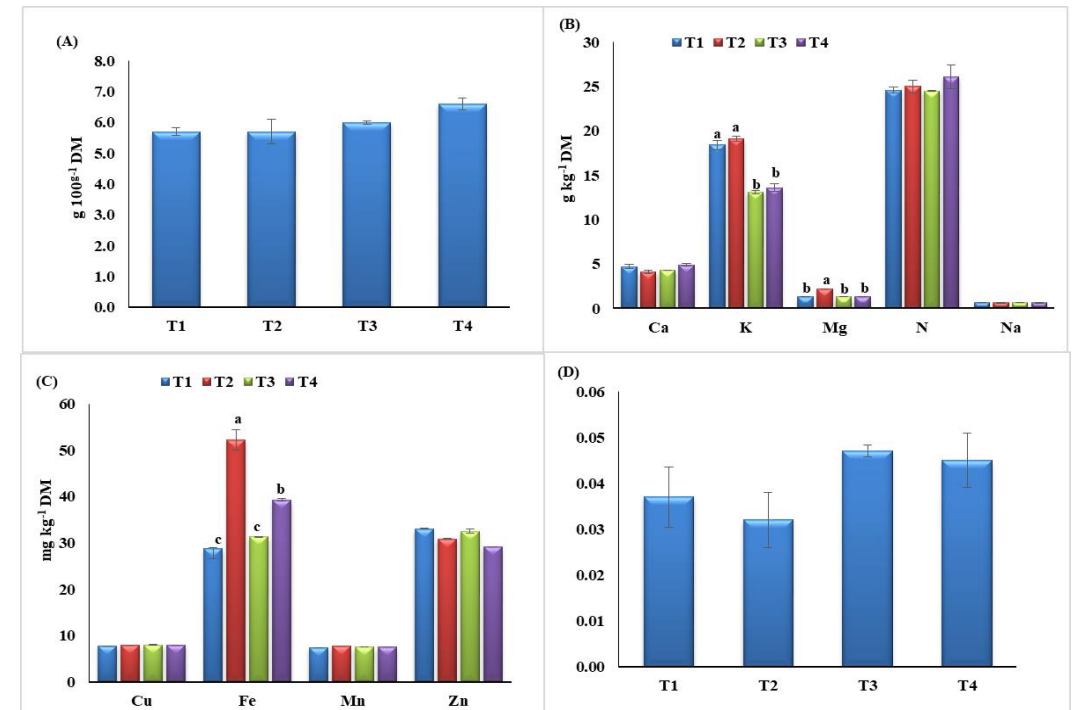 (A)
8.0
7.0
6.0
5.0
4.0
3.0
2.0
1.0
0.0
g 100g-1 DM
T1 T2 T3 T4
(B)
T1 T2 T3 T4
30
25
20
15
10
5
0
g kg-1 DM
a a b b
b a b b
Ca K Mg N Na
(C)
T1 T2 T3 T4
60
50
40
30
20
10
0
mg kg-1 DM
c a c b
Cu Fe Mn Zn
(D)
0.06
0.05
0.04
0.03
0.02
0.01
0.00
T1 T2 T3 T4